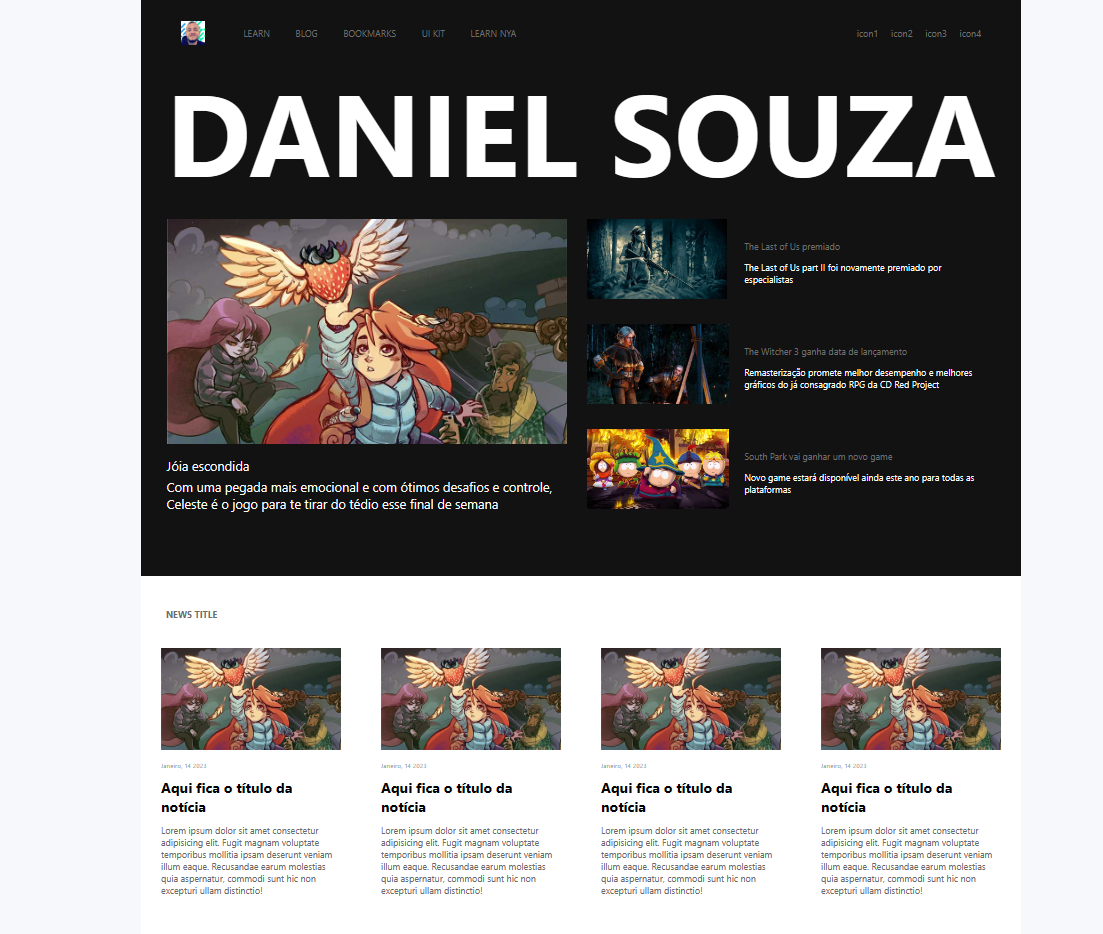 LEARN BLOG BOOKMARKS UI KIT LEARN NYA icon1 icon2 icon3 icon4
DANIEL SOUZA
Jóia escondida
Com uma pegada mais emocional e com ótimos desafios e controle,
Celeste é o jogo para te tirar do tédio esse final de semana
The Last of Us premiado
The Last of Us part II foi novamente premiado por
especialistas
The Witcher 3 ganha data de lançamento
Remasterização promete melhor desempenho e melhores
gráficos do já consagrado RPG da CD Red Project
South Park vai ganhar um novo game
Novo game estará disponível ainda este ano para todas as
plataformas
NEWS TITLE
Janeiro, 14 2023
Aqui fica o título da
notícia
Lorem ipsum dolor sit amet consectetur
adipisicing elit. Fugit magnam voluptate
temporibus mollitia ipsam deserunt veniam
illum eaque. Recusandae earum molestias
quia aspernatur, commodi sunt hic non
excepturi ullam distinctio!
Janeiro, 14 2023
Aqui fica o título da
notícia
Lorem ipsum dolor sit amet consectetur
adipisicing elit. Fugit magnam voluptate
temporibus mollitia ipsam deserunt veniam
illum eaque. Recusandae earum molestias
quia aspernatur, commodi sunt hic non
excepturi ullam distinctio!
Janeiro, 14 2023
Aqui fica o título da
notícia
Lorem ipsum dolor sit amet consectetur
adipisicing elit. Fugit magnam voluptate
temporibus mollitia ipsam deserunt veniam
illum eaque. Recusandae earum molestias
quia aspernatur, commodi sunt hic non
excepturi ullam distinctio!
Janeiro, 14 2023
Aqui fica o título da
notícia
Lorem ipsum dolor sit amet consectetur
adipisicing elit. Fugit magnam voluptate
temporibus mollitia ipsam deserunt veniam
illum eaque. Recusandae earum molestias
quia aspernatur, commodi sunt hic non
excepturi ullam distinctio!